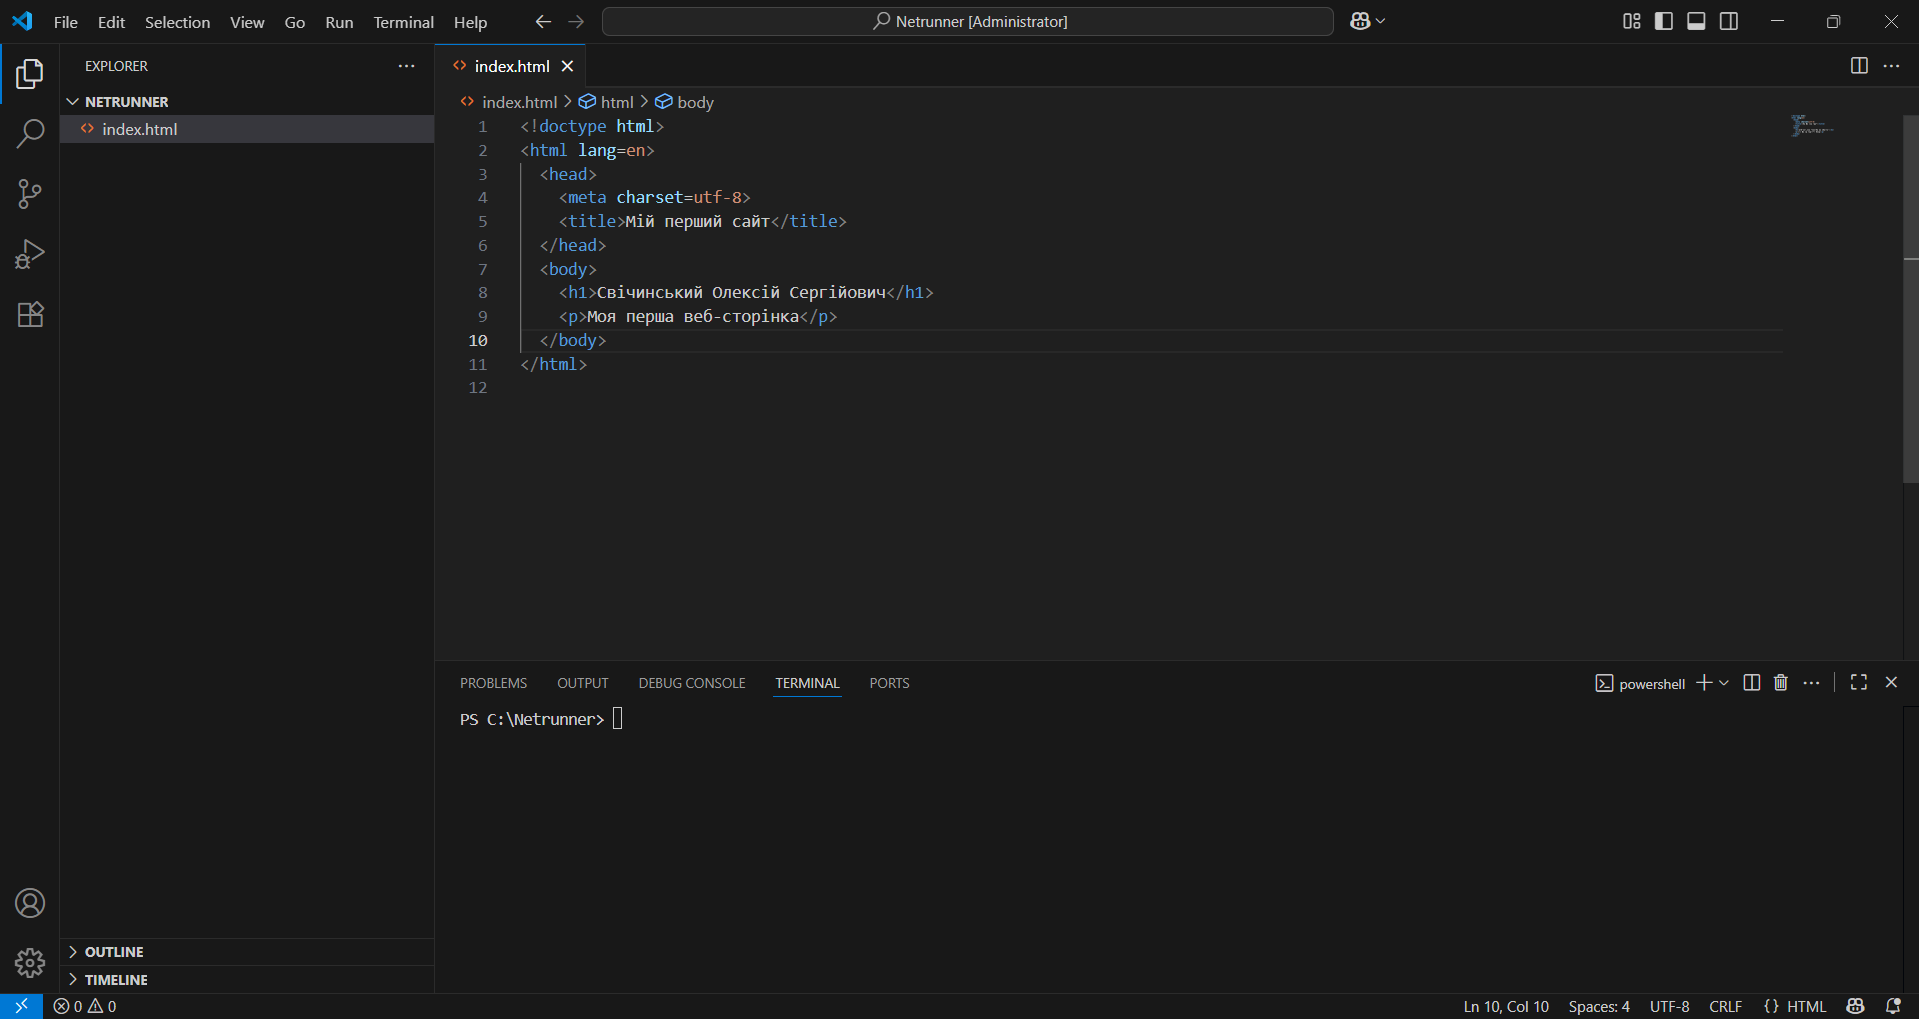 File Edit Selection View Go Run Terminal Help
Netrunner [Administrator]
EXPLORER
NETRUNNER
index.html
OUTLINE
TIMELINE
index.html
index.html > html > body
1 <!doctype html>
2 <html lang=en>
3 <head>
4 <meta charset=utf-8>
5 <title>Мій перший сайт</title>
6 </head>
7 <body>
8 <h1>Свічинський Олексій Сергійович</h1>
9 <p>Моя перша веб-сторінка</p>
10 </body>
11 </html>
12
PROBLEMS OUTPUT DEBUG CONSOLE TERMINAL PORTS
powershell
PS C:\Netrunner>
0 0
Ln 10, Col 10 Spaces: 4 UTF-8 CRLF {} HTML